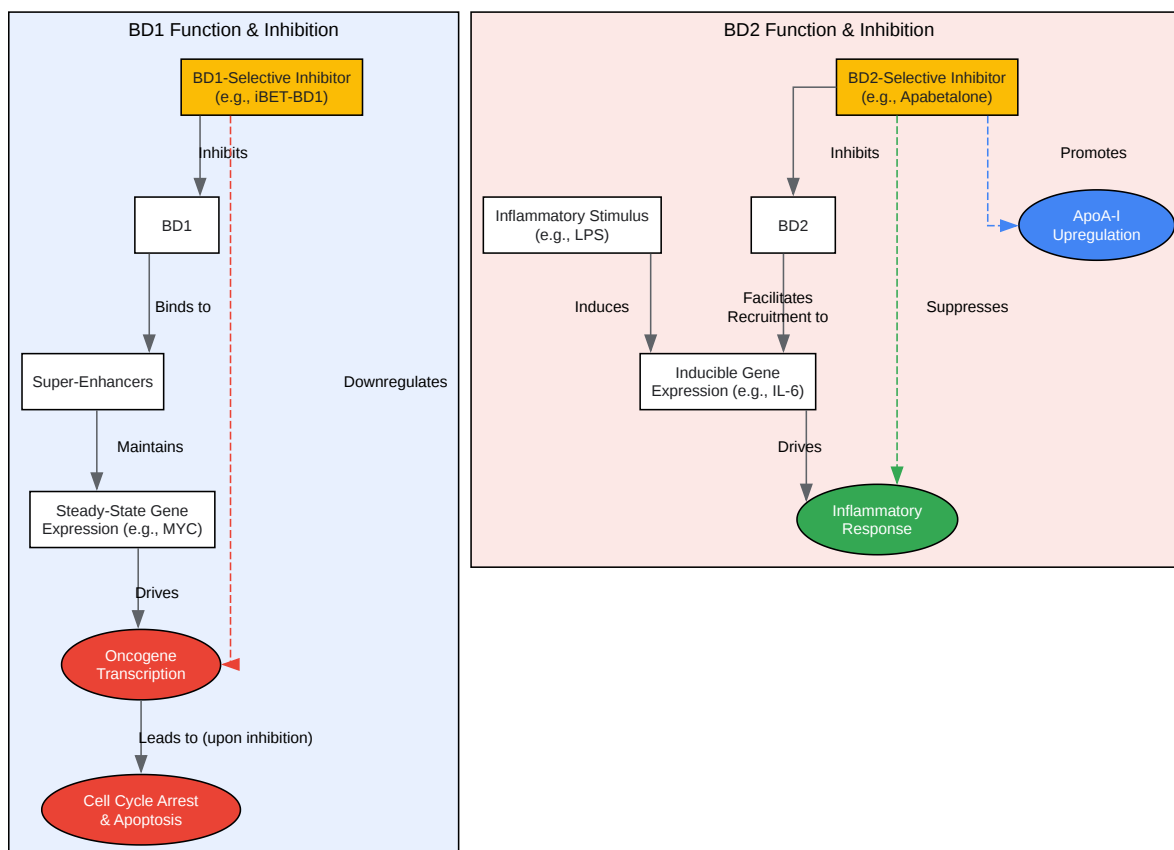 BD1 Function & Inhibition
BD1-Selective Inhibitor
(e.g., iBET-BD1)
Inhibits
BD1
Binds to
Super-Enhancers
Downregulates
Maintains
Steady-State Gene
Expression (e.g., MYC)
Drives
Oncogene
Transcription
Leads to (upon inhibition)
Cell Cycle Arrest
& Apoptosis
BD2 Function & Inhibition
BD2-Selective Inhibitor
(e.g., Apabetalone)
Inhibits
Promotes
Inflammatory Stimulus
(e.g., LPS)
BD2
ApoA-I
Upregulation
Induces
Facilitates
Recruitment to
Suppresses
Inducible Gene
Expression (e.g., IL-6)
Drives
Inflammatory
Response